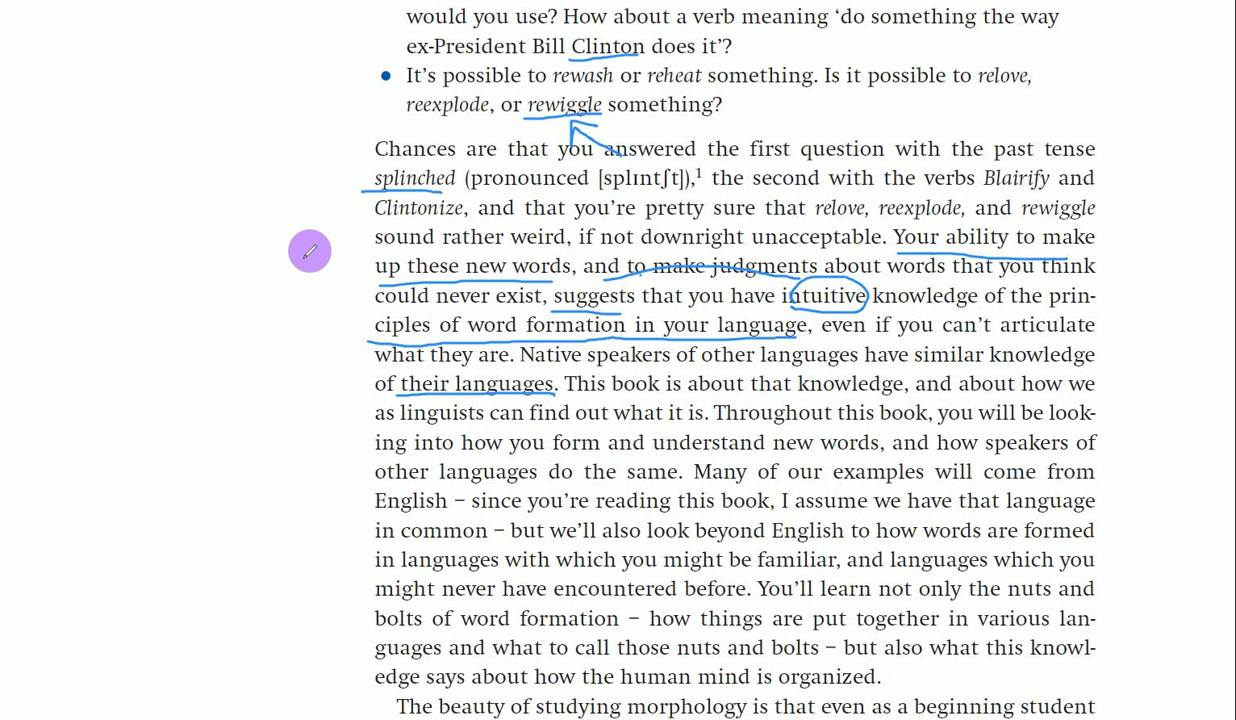 would you use? How about a verb meaning ‘do something the way
ex-President Bill Clinton does it’?
• It’s possible to rewash or reheat something. Is it possible to relove,
reexplode, or rewiggle something?
Chances are that you answered the first question with the past tense
splinched (pronounced [splɪntʃt]),¹ the second with the verbs Blairify and
Clintonize, and that you’re pretty sure that relove, reexplode, and rewiggle
sound rather weird, if not downright unacceptable. Your ability to make
up these new words, and to make judgments about words that you think
could never exist, suggests that you have intuitive knowledge of the prin-
ciples of word formation in your language, even if you can’t articulate
what they are. Native speakers of other languages have similar knowledge
of their languages. This book is about that knowledge, and about how we
as linguists can find out what it is. Throughout this book, you will be look-
ing into how you form and understand new words, and how speakers of
other languages do the same. Many of our examples will come from
English – since you’re reading this book, I assume we have that language
in common – but we’ll also look beyond English to how words are formed
in languages with which you might be familiar, and languages which you
might never have encountered before. You’ll learn not only the nuts and
bolts of word formation – how things are put together in various lan-
guages and what to call those nuts and bolts – but also what this knowl-
edge says about how the human mind is organized.
The beauty of studying morphology is that even as a beginning student